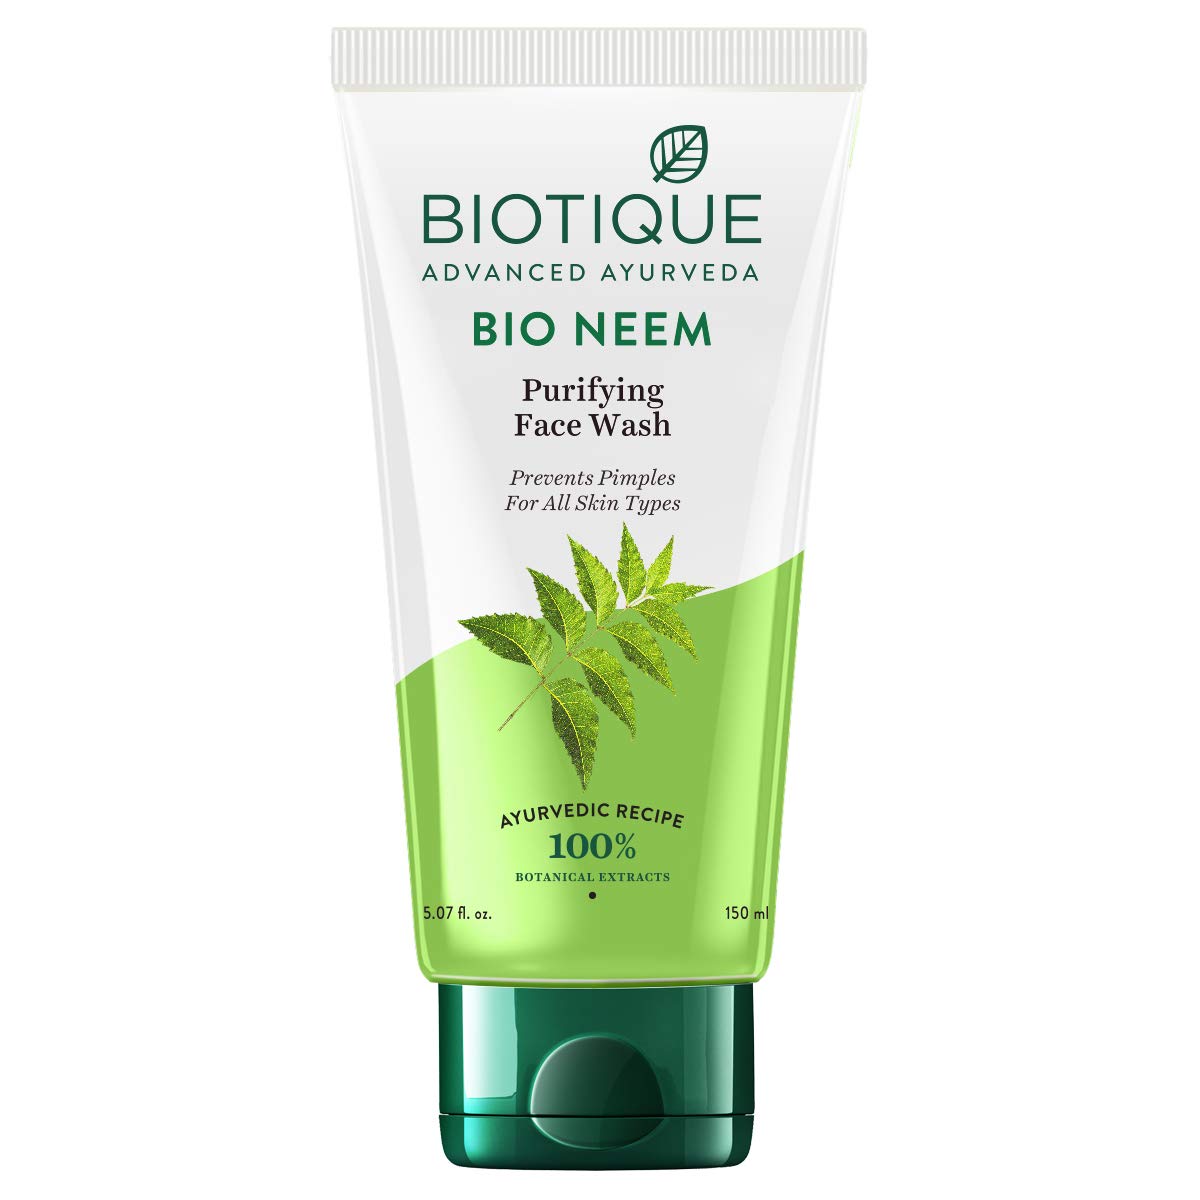 BIOTIQUE
ADVANCED AYURVEDA
BIO NEEM
Purifying
Face Wash
Prevents Pimples
For All Skin Types
AYURVEDIC RECIPE
100%
BOTANICAL EXTRACTS
5.07 fl. oz. 150 ml